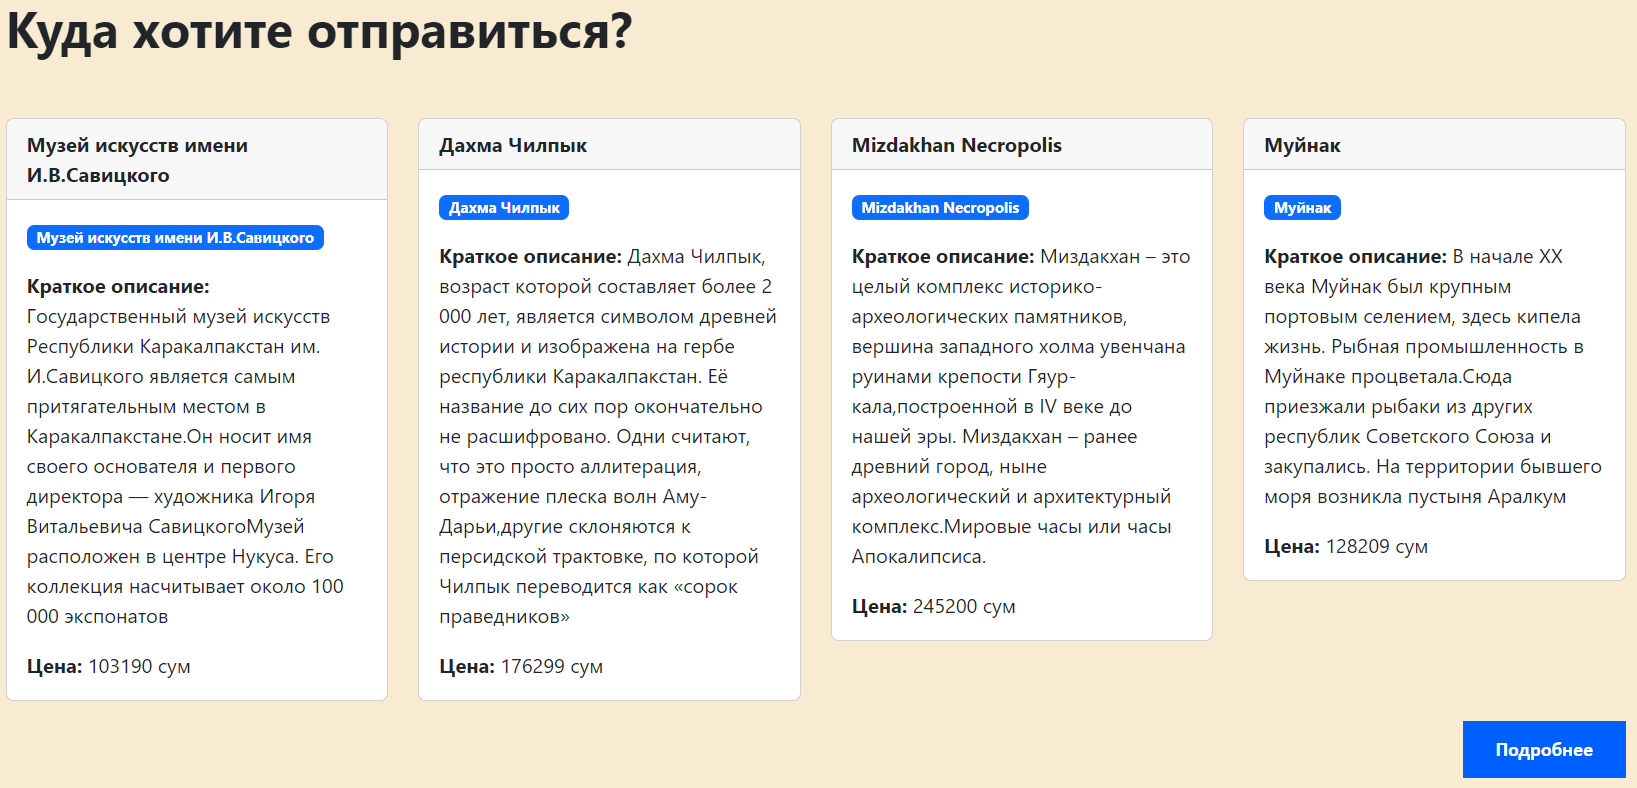 Куда хотите отправиться?
Музей искусств имени
И.В.Савицкого
Музей искусств имени И.В.Савицкого
Краткое описание:
Государственный музей искусств
Республики Каракалпакстан им.
И.Савицкого является самым
притягательным местом в
Каракалпакстане.Он носит имя
своего основателя и первого
директора — художника Игоря
Витальевича СавицкогоМузей
расположен в центре Нукуса. Его
коллекция насчитывает около 100
000 экспонатов
Цена: 103190 сум
Дахма Чилпык
Дахма Чилпык
Краткое описание: Дахма Чилпык,
возраст которой составляет более 2
000 лет, является символом древней
истории и изображена на гербе
республики Каракалпакстан. Её
название до сих пор окончательно
не расшифровано. Одни считают,
что это просто аллитерация,
отражение плеска волн Аму-
Дарьи,другие склоняются к
персидской трактовке, по которой
Чилпык переводится как «сорок
праведников»
Цена: 176299 сум
Mizdakhan Necropolis
Mizdakhan Necropolis
Краткое описание: Миздакхан – это
целый комплекс историко-
археологических памятников,
вершина западного холма увенчана
руинами крепости Гяур-
кала,построенной в IV веке до
нашей эры. Миздакхан – ранее
древний город, ныне
археологический и архитектурный
комплекс.Мировые часы или часы
Апокалипсиса.
Цена: 245200 сум
Муйнак
Муйнак
Краткое описание: В начале XX
века Муйнак был крупным
портовым селением, здесь кипела
жизнь. Рыбная промышленность в
Муйнаке процветала.Сюда
приезжали рыбаки из других
республик Советского Союза и
закупались. На территории бывшего
моря возникла пустыня Аралкум
Цена: 128209 сум
Подробнее